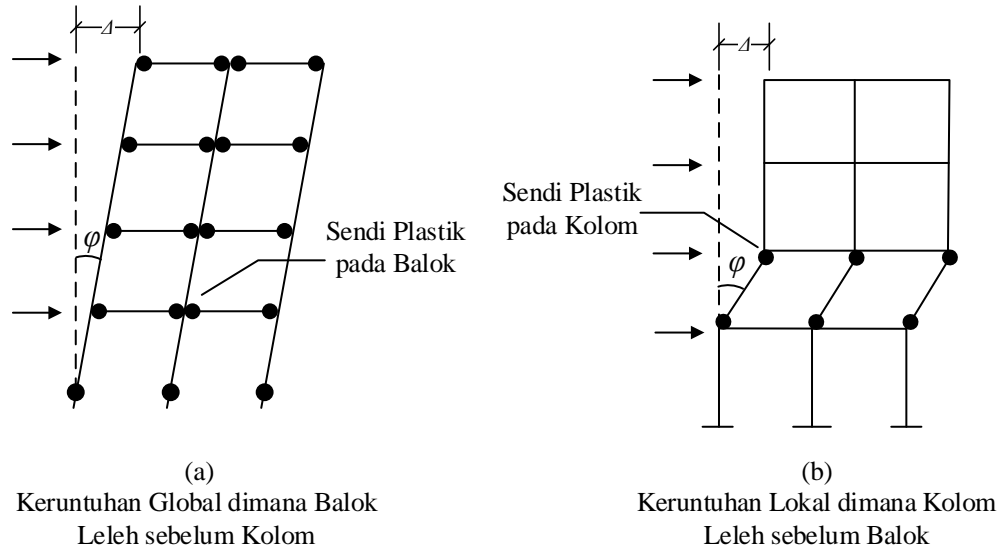 Δ
φ
Sendi Plastik
pada Balok
(a)
Keruntuhan Global dimana Balok
Leleh sebelum Kolom
Δ
Sendi Plastik
pada Kolom
φ
(b)
Keruntuhan Lokal dimana Kolom
Leleh sebelum Balok